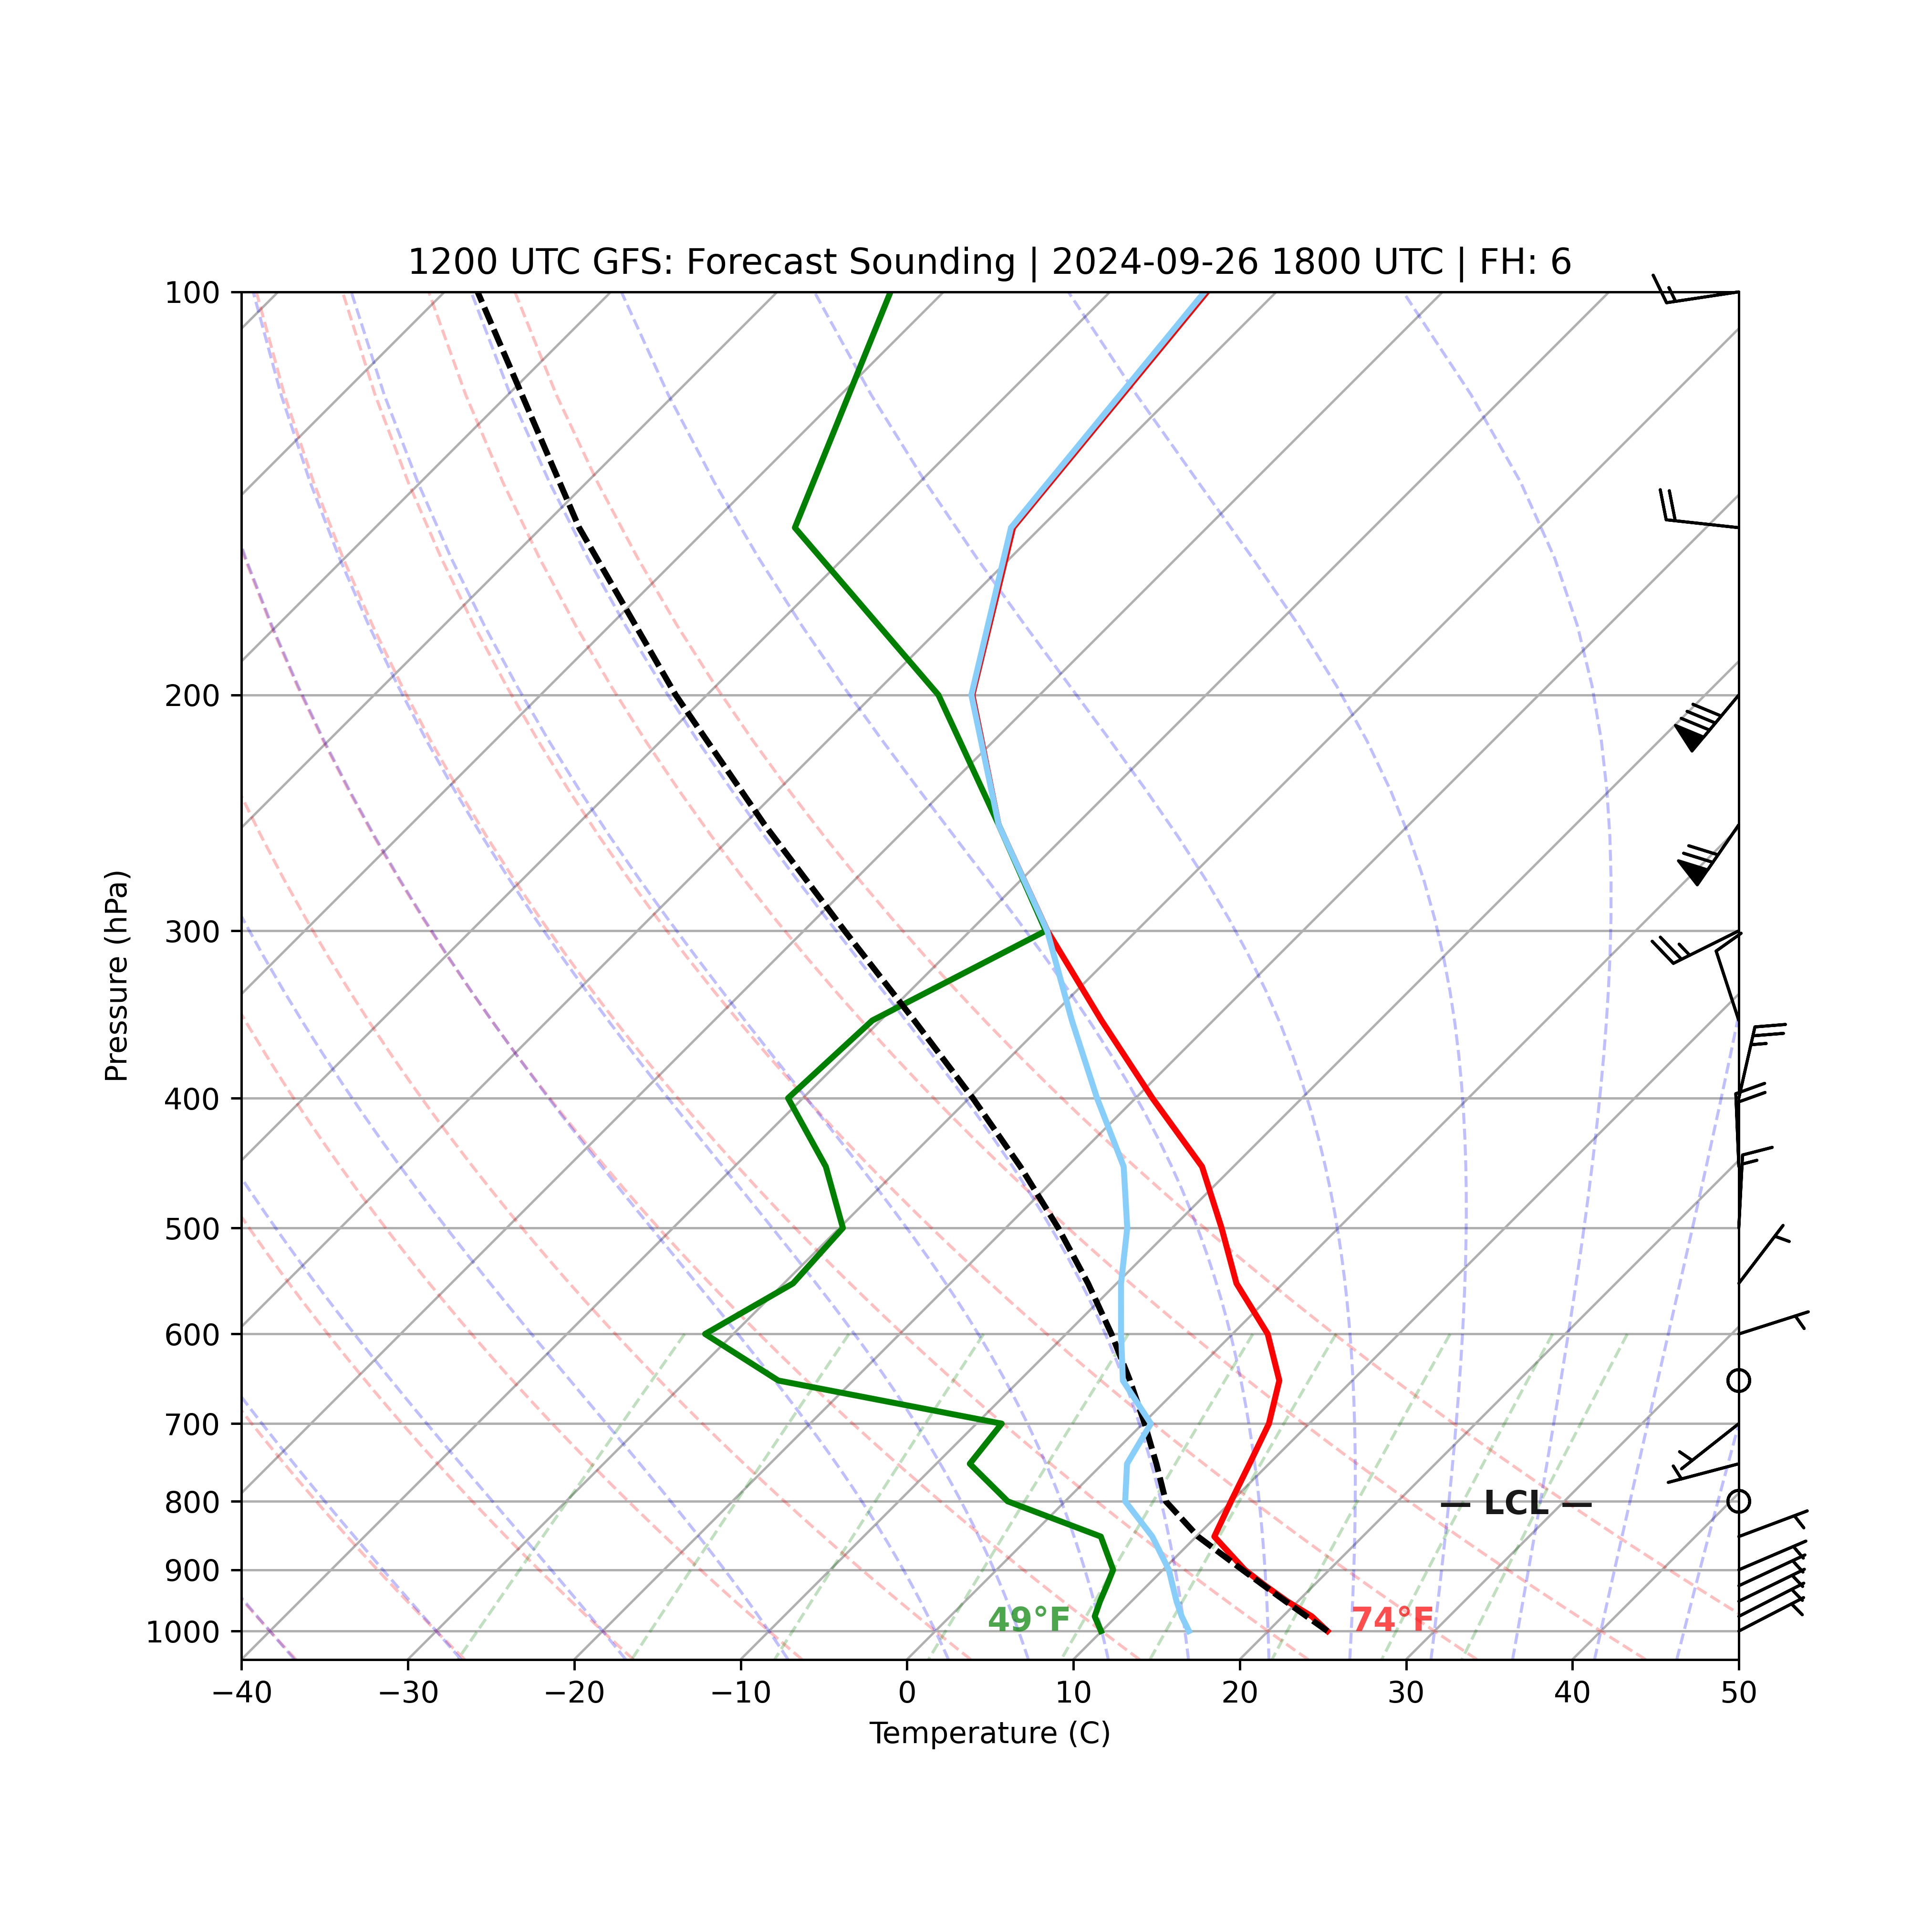 1200 UTC GFS: Forecast Sounding | 2024-09-26 1800 UTC | FH: 6
100
200
300
400
500
600
700
800
900
1000
Pressure (hPa)
— LCL —
49°F
74°F
−40 −30 −20 −10 0 10 20 30 40 50
Temperature (C)